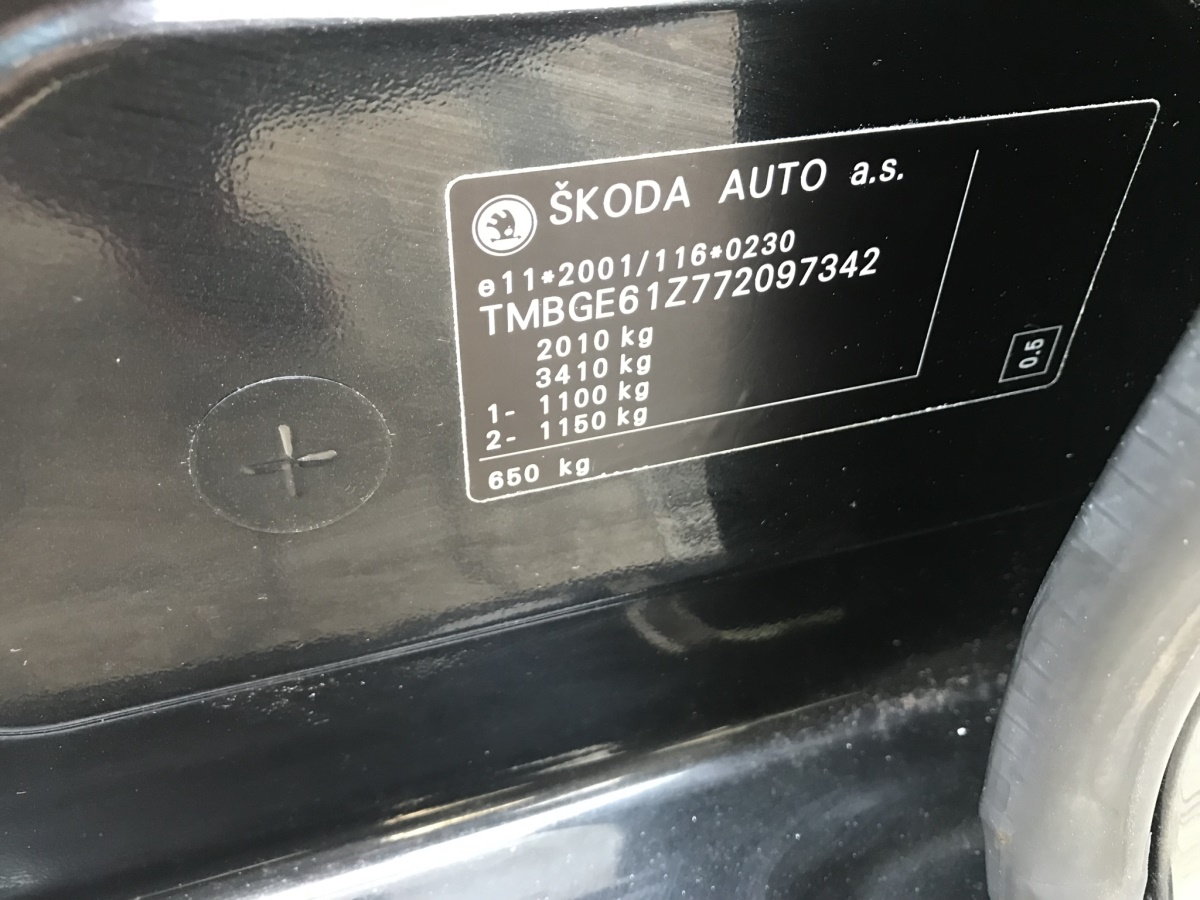 ŠKODA AUTO a.s.
e11*2001/116*0230
TMBGE61Z772097342
2010 kg
3410 kg
1- 1100 kg
2- 1150 kg
650 kg
0.5